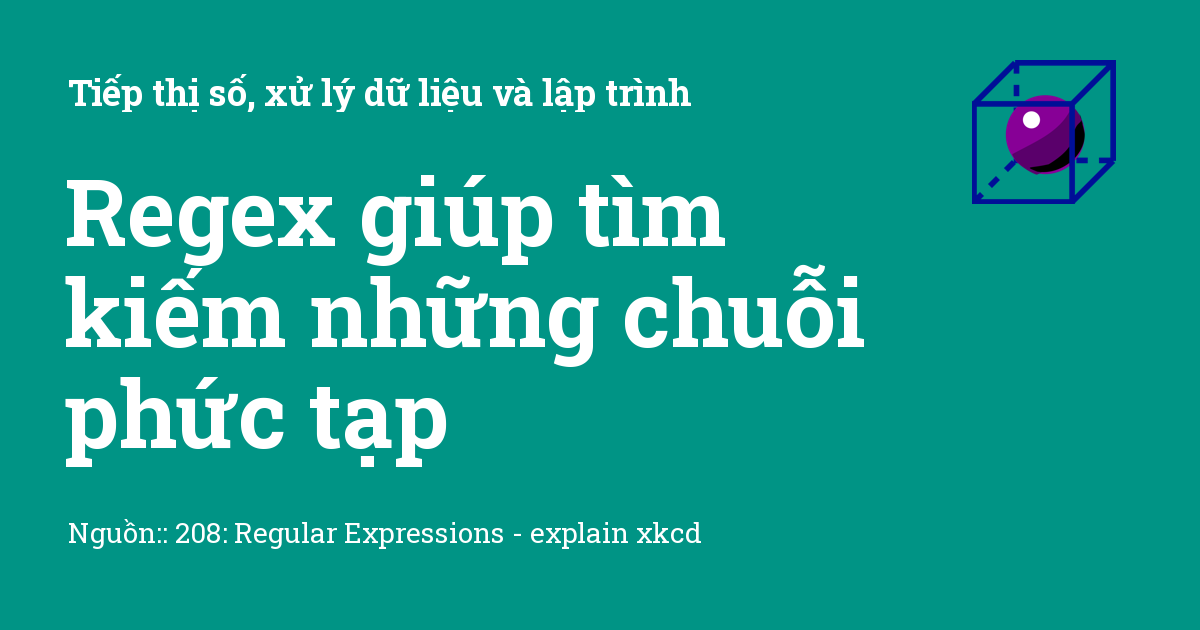 Tiếp thị số, xử lý dữ liệu và lập trình
Regex giúp tìm
kiếm những chuỗi
phức tạp
Nguồn:: 208: Regular Expressions - explain xkcd